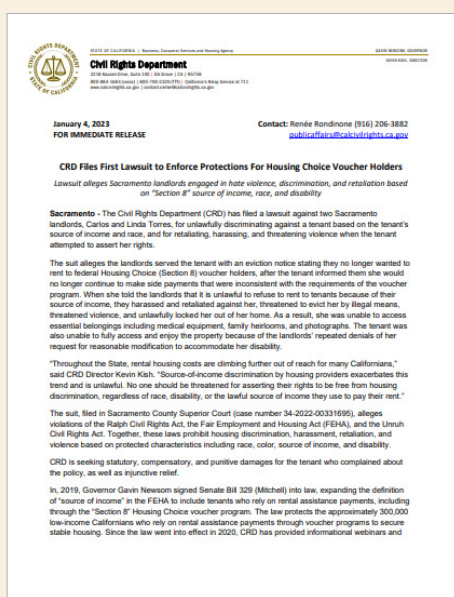 CIVIL RIGHTS DEPARTMENT
STATE OF CALIFORNIA
STATE OF CALIFORNIA | Business, Consumer Services and Housing Agency
GAVIN NEWSOM, GOVERNOR
KEVIN KISH, DIRECTOR
Civil Rights Department
2218 Kausen Drive, Suite 100 | Elk Grove | CA | 95758
800-884-1684 (voice) | 800-700-2320 (TTY) | California's Relay Service at 711
www.calcivilrights.ca.gov | contact.center@calcivilrights.ca.gov
January 4, 2023
Contact: Renée Rondinone (916) 206-3882
FOR IMMEDIATE RELEASE
publicaffairs@calcivilrights.ca.gov
CRD Files First Lawsuit to Enforce Protections For Housing Choice Voucher Holders
Lawsuit alleges Sacramento landlords engaged in hate violence, discrimination, and retaliation based
on "Section 8" source of income, race, and disability
Sacramento - The Civil Rights Department (CRD) has filed a lawsuit against two Sacramento
landlords, Carlos and Linda Torres, for unlawfully discriminating against a tenant based on the tenant's
source of income and race, and for retaliating, harassing, and threatening violence when the tenant
attempted to assert her rights.
The suit alleges the landlords served the tenant with an eviction notice stating they no longer wanted to
rent to federal Housing Choice (Section 8) voucher holders, after the tenant informed them she would
no longer continue to make side payments that were inconsistent with the requirements of the voucher
program. When she told the landlords that it is unlawful to refuse to rent to tenants because of their
source of income, they harassed and retaliated against her, threatened to evict her by illegal means,
threatened violence, and unlawfully locked her out of her home. As a result, she was unable to access
essential belongings including medical equipment, family heirlooms, and photographs. The tenant was
also unable to fully access and enjoy the property because of the landlords' repeated denials of her
request for reasonable modification to accommodate her disability.
"Throughout the State, rental housing costs are climbing further out of reach for many Californians,"
said CRD Director Kevin Kish. "Source-of-income discrimination by housing providers exacerbates this
trend and is unlawful. No one should be threatened for asserting their rights to be free from housing
discrimination, regardless of race, disability, or the lawful source of income they use to pay their rent."
The suit, filed in Sacramento County Superior Court (case number 34-2022-00331695), alleges
violations of the Ralph Civil Rights Act, the Fair Employment and Housing Act (FEHA), and the Unruh
Civil Rights Act. Together, these laws prohibit housing discrimination, harassment, retaliation, and
violence based on protected characteristics including race, color, source of income, and disability.
CRD is seeking statutory, compensatory, and punitive damages for the tenant who complained about
the policy, as well as injunctive relief.
In, 2019, Governor Gavin Newsom signed Senate Bill 329 (Mitchell) into law, expanding the definition
of "source of income" in the FEHA to include tenants who rely on rental assistance payments, including
through the "Section 8" Housing Choice voucher program. The law protects the approximately 300,000
low-income Californians who rely on rental assistance payments through voucher programs to secure
stable housing. Since the law went into effect in 2020, CRD has provided informational webinars and